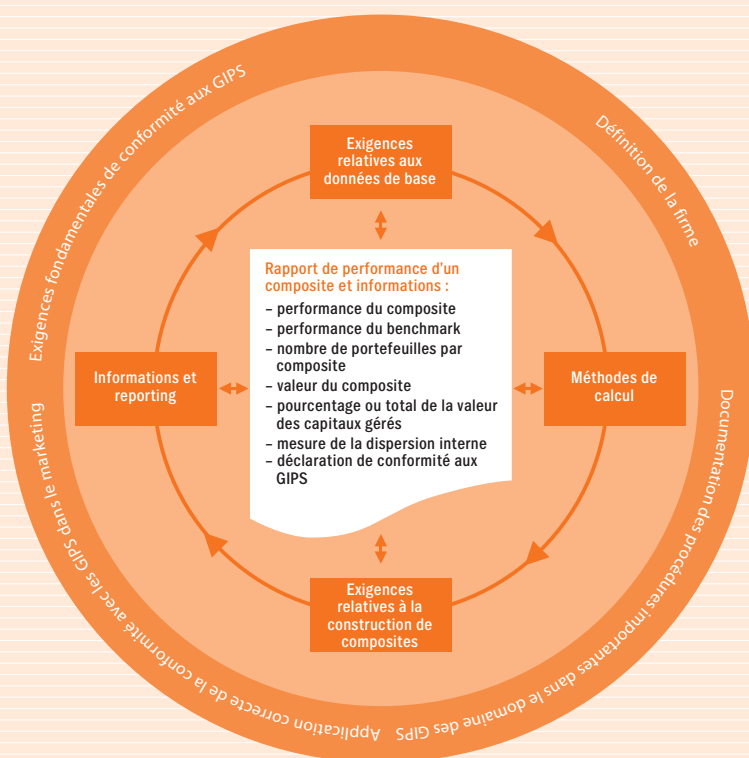 Exigences fondamentales de conformité aux GIPS
Définition de la firme
Exigences
relatives aux
données de base
Rapport de performance d'un
composite et informations :
– performance du composite
– performance du benchmark
– nombre de portefeuilles par
composite
– valeur du composite
– pourcentage ou total de la valeur
des capitaux gérés
– mesure de la dispersion interne
– déclaration de conformité aux
GIPS
Informations et
reporting
Méthodes de
calcul
Exigences
relatives à la
construction de
composites
Documentation des procédures importantes dans le domaine des GIPS
Application correcte de la conformité avec les GIPS dans le marketing